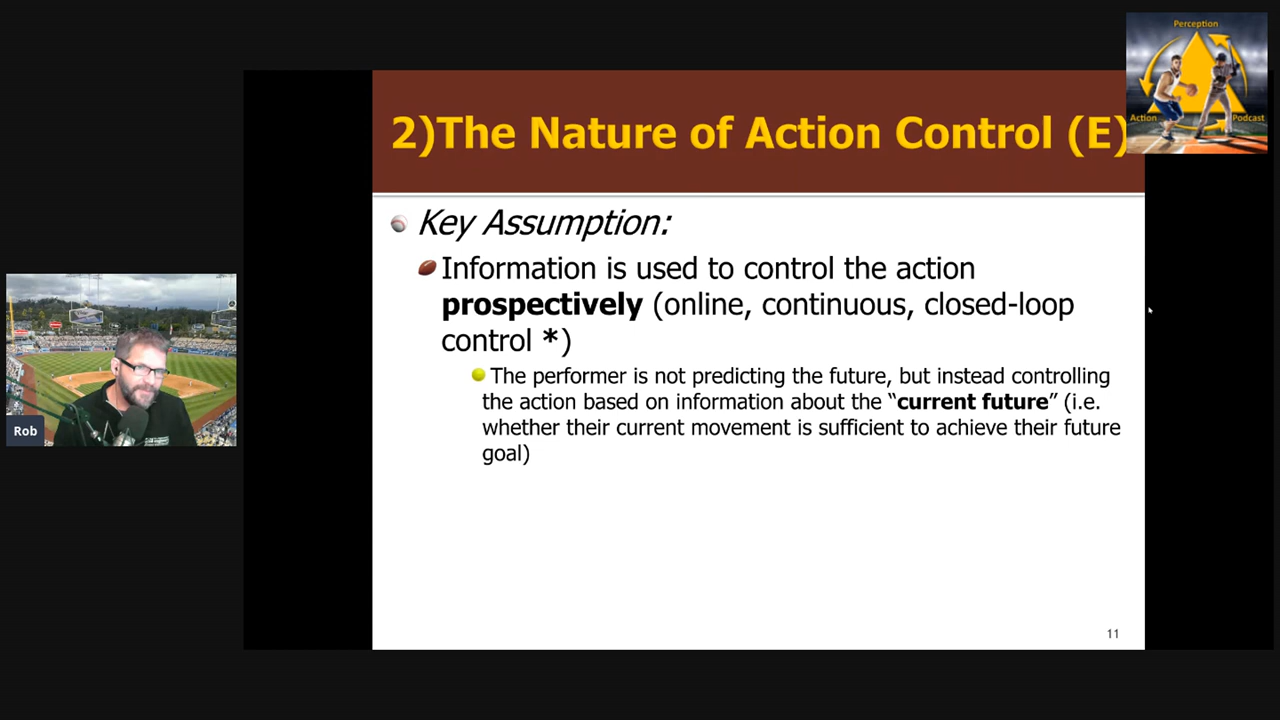 Perception
Action
Podcast
2)The Nature of Action Control (E)
Key Assumption:
Information is used to control the action
prospectively (online, continuous, closed-loop
control *)
The performer is not predicting the future, but instead controlling
the action based on information about the “current future” (i.e.
whether their current movement is sufficient to achieve their future
goal)
Rob
11